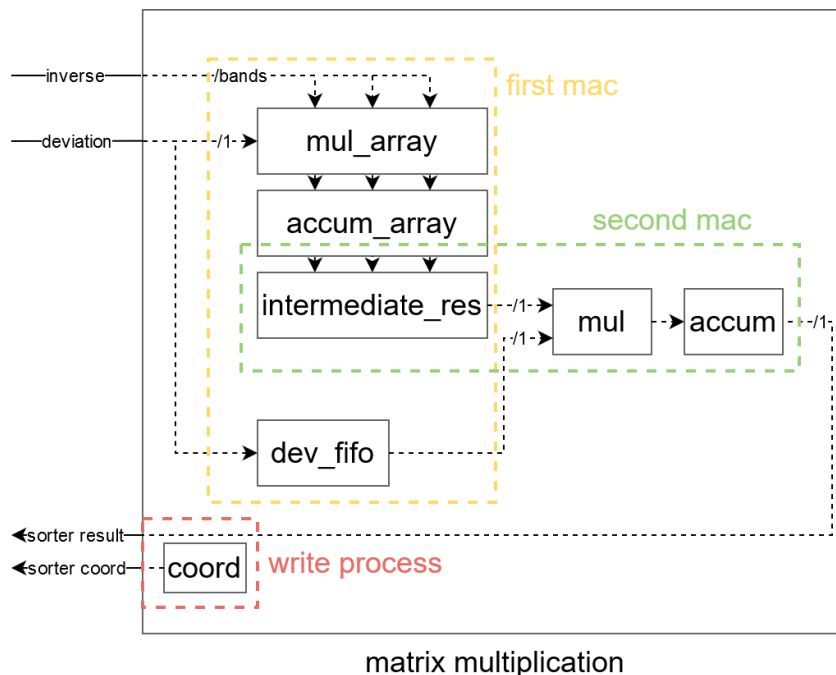 inverse
/bands
first mac
deviation
/1
mul_array
accum_array
second mac
intermediate_res
/1
/1
mul
accum
/1
dev_fifo
sorter result
sorter coord
coord
write process
matrix multiplication